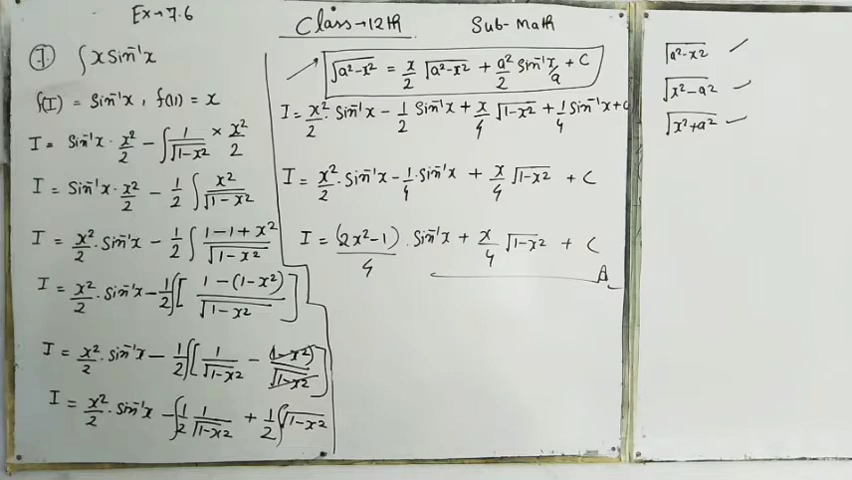 Ex→7.6
Class→12th
Sub- Math
7. ∫ x Sin⁻¹x
f(I) = Sin⁻¹x, f(II) = x
I = Sin⁻¹x · x²/2 − ∫ 1/√(1−x²) × x²/2
I = Sin⁻¹x · x²/2 − 1/2 ∫ x²/√(1−x²)
I = x²/2 · Sin⁻¹x − 1/2 ∫ (1−1+x²)/√(1−x²)
I = x²/2 · Sin⁻¹x − 1/2 ∫ [ (1−(1−x²))/√(1−x²) ]
I = x²/2 · Sin⁻¹x − 1/2 ∫ [ 1/√(1−x²) − (1−x²)/√(1−x²) ]
I = x²/2 · Sin⁻¹x − ∫ 1/2 1/√(1−x²) + 1/2 ∫ √(1−x²)
√(a²−x²) = x/2 √(a²−x²) + a²/2 Sin⁻¹x/a + C
I = x²/2 · Sin⁻¹x − 1/2 Sin⁻¹x + x/4 √(1−x²) + 1/4 Sin⁻¹x + C
I = x²/2 · Sin⁻¹x − 1/4 · Sin⁻¹x + x/4 √(1−x²) + C
I = (2x²−1)/4 · Sin⁻¹x + x/4 √(1−x²) + C
A
√(a²−x²) ✓
√(x²−a²) ✓
√(x²+a²) ✓